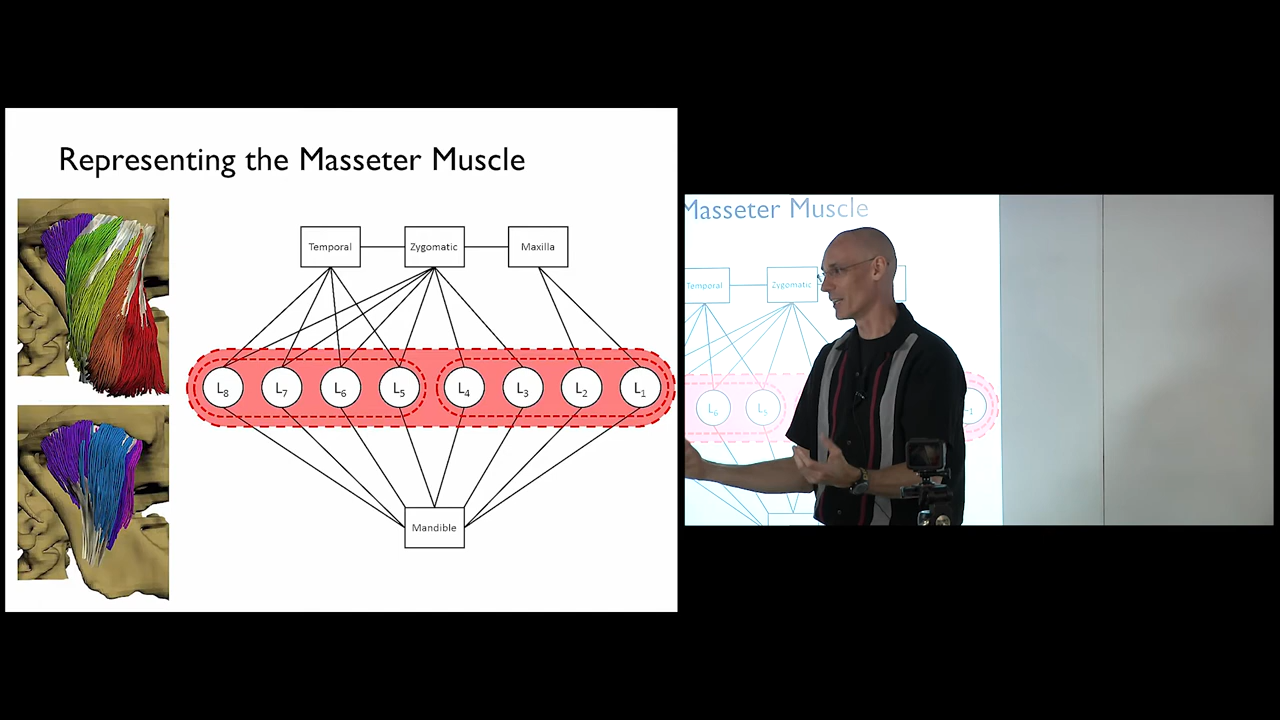 Representing the Masseter Muscle
Temporal
Zygomatic
Maxilla
L8
L7
L6
L5
L4
L3
L2
L1
Mandible
Masseter Muscle
Temporal
Zygomatic
L6
L5